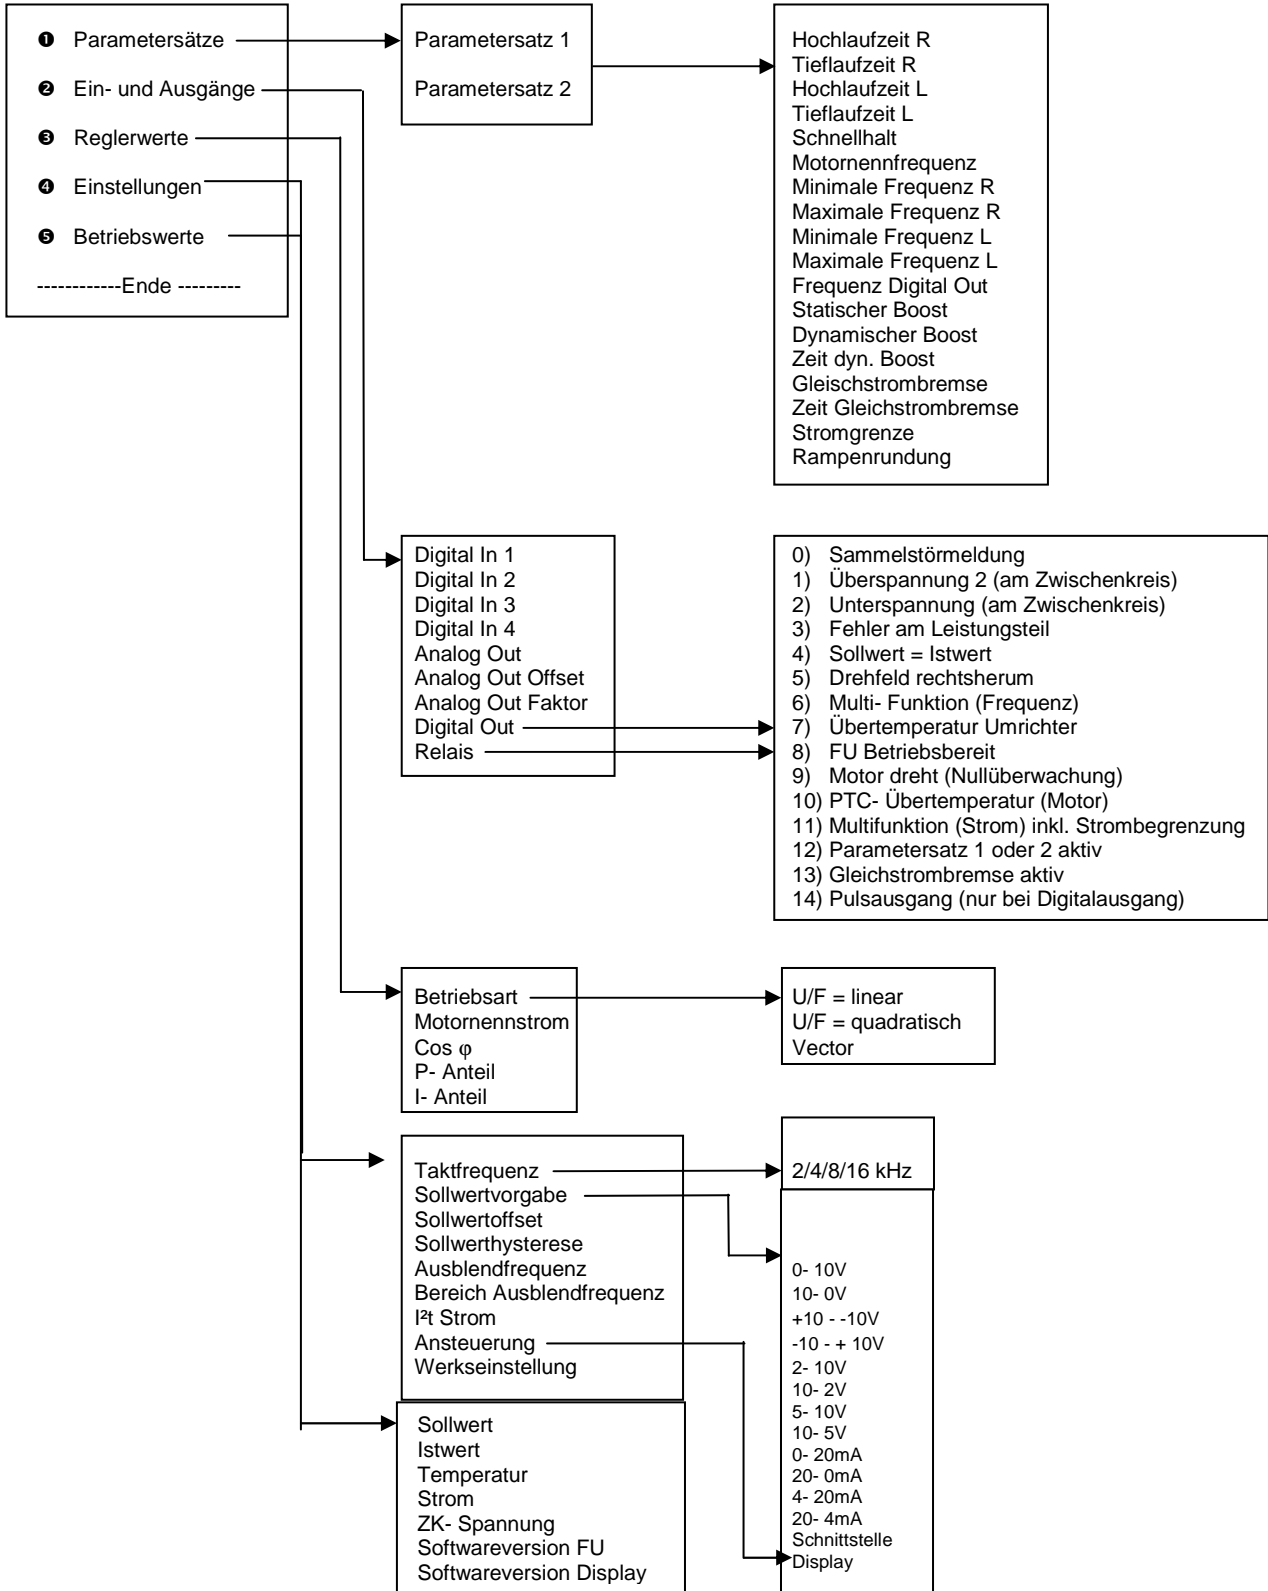 ❶ Parametersätze
❷ Ein- und Ausgänge
❸ Reglerwerte
❹ Einstellungen
❺ Betriebswerte
------------Ende ---------
Parametersatz 1
Parametersatz 2
Hochlaufzeit R
Tieflaufzeit R
Hochlaufzeit L
Tieflaufzeit L
Schnellhalt
Motornennfrequenz
Minimale Frequenz R
Maximale Frequenz R
Minimale Frequenz L
Maximale Frequenz L
Frequenz Digital Out
Statischer Boost
Dynamischer Boost
Zeit dyn. Boost
Gleischstrombremse
Zeit Gleichstrombremse
Stromgrenze
Rampenrundung
Digital In 1
Digital In 2
Digital In 3
Digital In 4
Analog Out
Analog Out Offset
Analog Out Faktor
Digital Out
Relais
0) Sammelstörmeldung
1) Überspannung 2 (am Zwischenkreis)
2) Unterspannung (am Zwischenkreis)
3) Fehler am Leistungsteil
4) Sollwert = Istwert
5) Drehfeld rechtsherum
6) Multi- Funktion (Frequenz)
7) Übertemperatur Umrichter
8) FU Betriebsbereit
9) Motor dreht (Nullüberwachung)
10) PTC- Übertemperatur (Motor)
11) Multifunktion (Strom) inkl. Strombegrenzung
12) Parametersatz 1 oder 2 aktiv
13) Gleichstrombremse aktiv
14) Pulsausgang (nur bei Digitalausgang)
Betriebsart
Motornennstrom
Cos φ
P- Anteil
I- Anteil
U/F = linear
U/F = quadratisch
Vector
Taktfrequenz
Sollwertvorgabe
Sollwertoffset
Sollwerthysterese
Ausblendfrequenz
Bereich Ausblendfrequenz
I²t Strom
Ansteuerung
Werkseinstellung
2/4/8/16 kHz
0- 10V
10- 0V
+10 - -10V
-10 - + 10V
2- 10V
10- 2V
5- 10V
10- 5V
0- 20mA
20- 0mA
4- 20mA
20- 4mA
Schnittstelle
Display
Sollwert
Istwert
Temperatur
Strom
ZK- Spannung
Softwareversion FU
Softwareversion Display